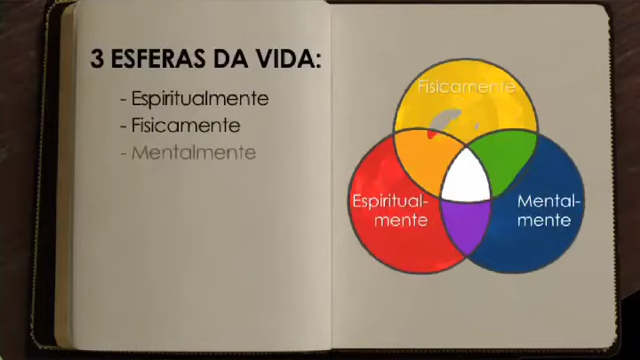 3 ESFERAS DA VIDA:
- Espiritualmente
- Fisicamente
- Mentalmente
Fisicamente
Espiritual-
mente
Mental-
mente